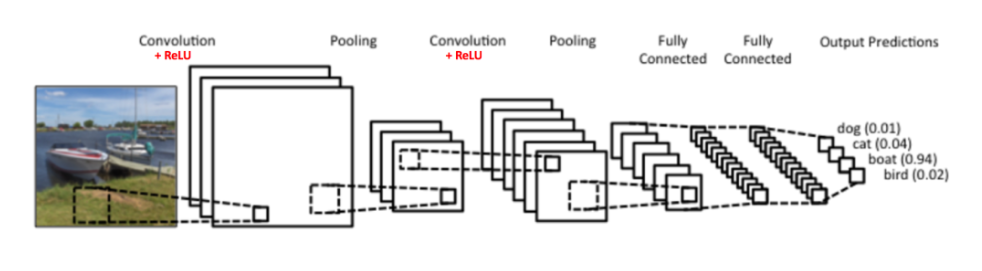 Convolution
+ ReLU
Pooling
Convolution
+ ReLU
Pooling
Fully
Connected
Fully
Connected
Output Predictions
dog (0.01)
cat (0.04)
boat (0.94)
bird (0.02)